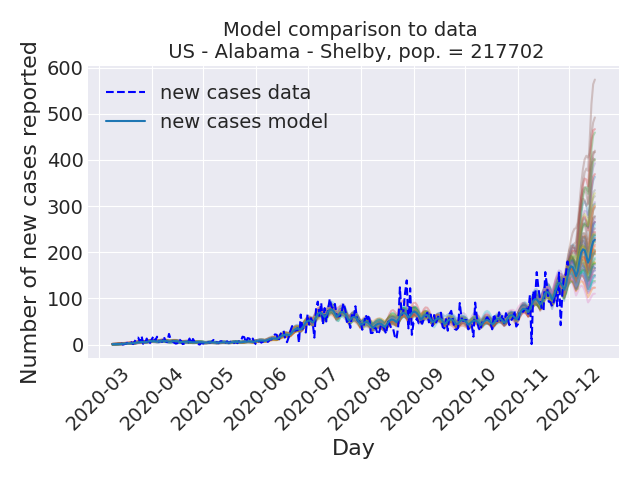 Model comparison to data
US - Alabama - Shelby, pop. = 217702
Number of new cases reported
600
500
400
300
200
100
0
new cases data
new cases model
2020-03
2020-04
2020-05
2020-06
2020-07
2020-08
2020-09
2020-10
2020-11
2020-12
Day